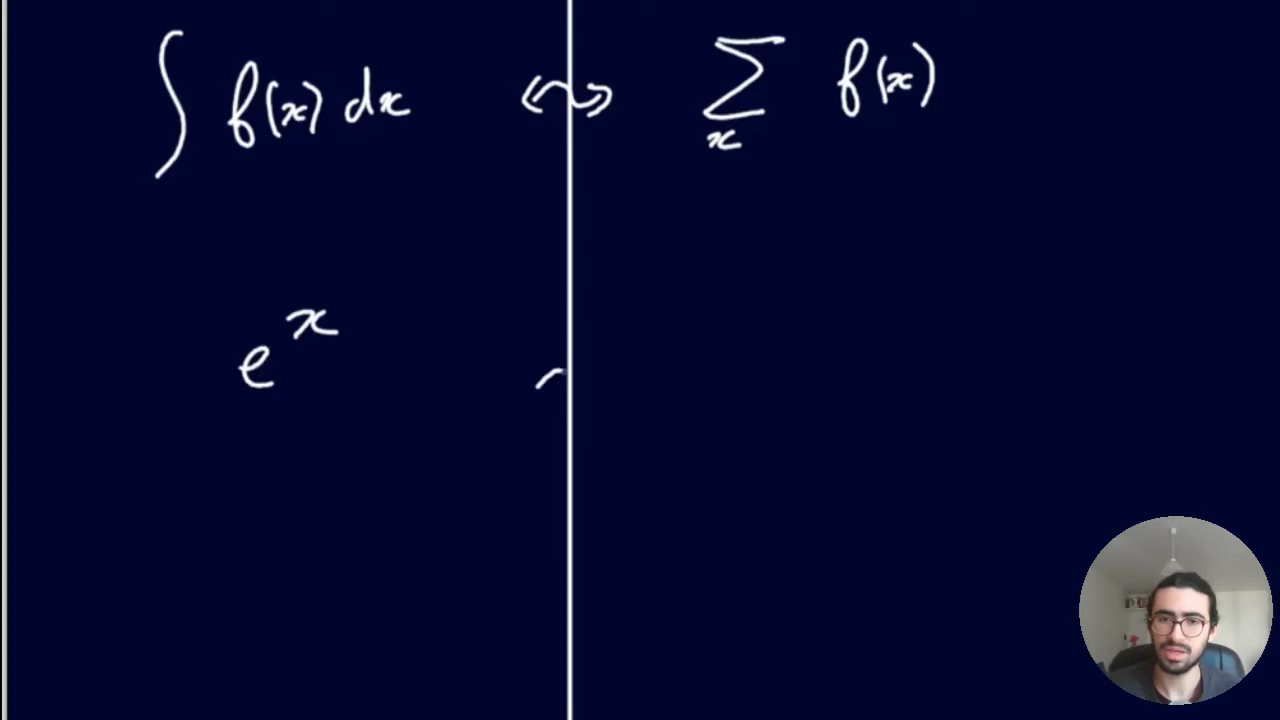 ∫ f(x) dx ↔ ∑ₓ f(x)
eˣ